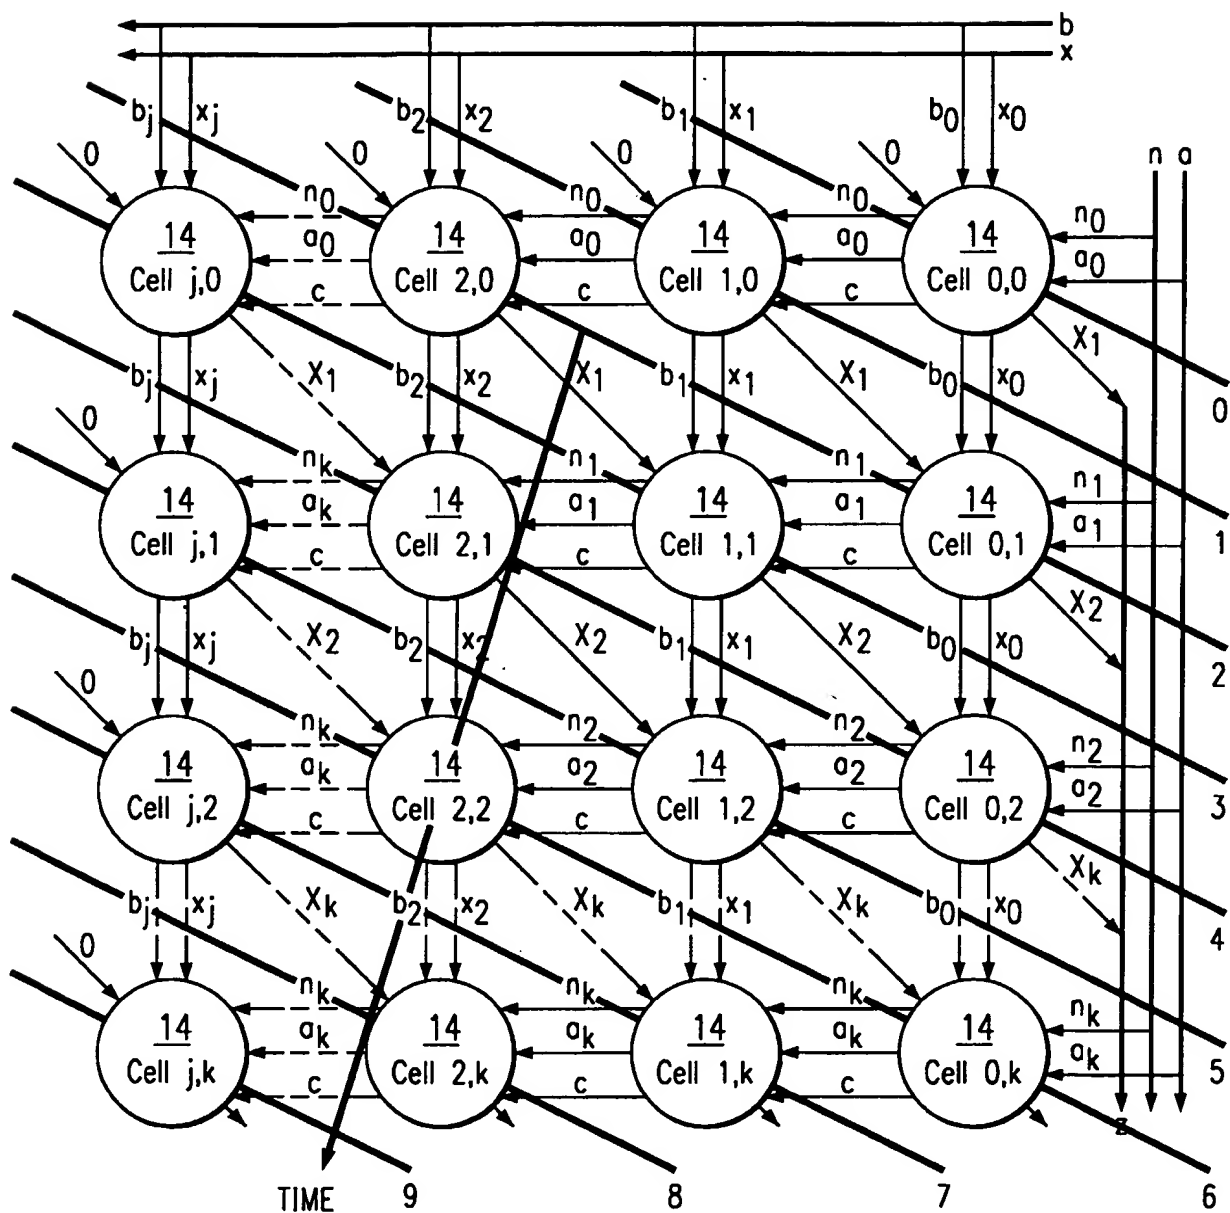 b
x
b_j x_j b_2 x_2 b_1 x_1 b_0 x_0
n a
0 0 0 0
n_0 n_0 n_0 n_0
14 14 14 14
a_0 a_0 a_0 a_0
Cell j,0 Cell 2,0 Cell 1,0 Cell 0,0
c c c
X_1 X_1 X_1 X_1
b_j x_j b_2 x_2 b_1 x_1 b_0 x_0
0
0
n_k n_1 n_1 n_1
14 14 14 14
a_k a_1 a_1 a_1
Cell j,1 Cell 2,1 Cell 1,1 Cell 0,1
1
c c c
X_2 X_2 X_2 X_2
b_j x_j b_2 x_2 b_1 x_1 b_0 x_0
2
0
n_k n_2 n_2 n_2
14 14 14 14
a_k a_2 a_2 a_2
Cell j,2 Cell 2,2 Cell 1,2 Cell 0,2
3
c c c
X_k X_k X_k X_k
b_j x_j b_2 x_2 b_1 x_1 b_0 x_0
4
0
n_k n_k n_k n_k
14 14 14 14
a_k a_k a_k a_k
Cell j,k Cell 2,k Cell 1,k Cell 0,k
5
c c c
z
TIME 9 8 7 6